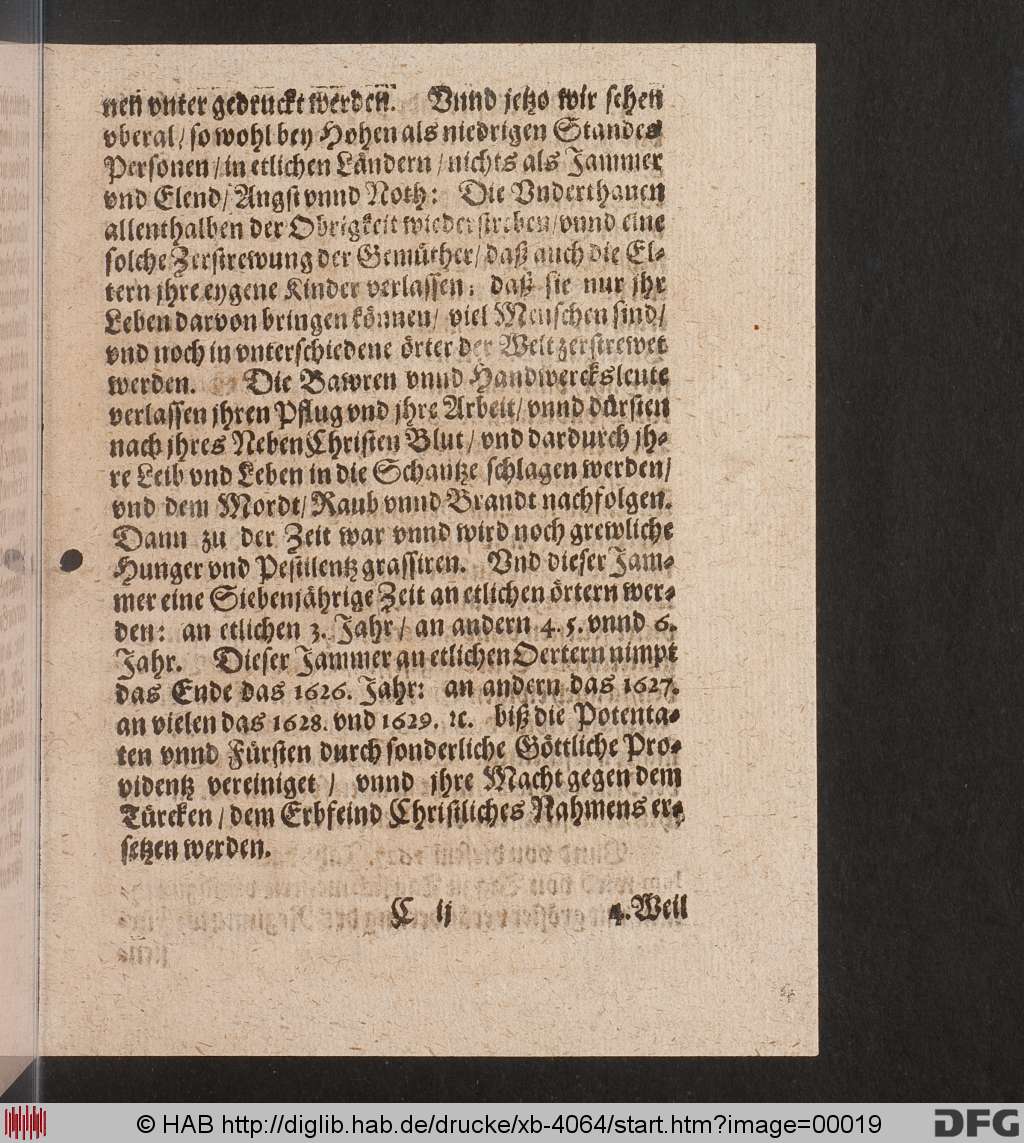 nen vnter gedruckt werden. Vnnd jetzo wir sehen
vberal / so wohl bey Hohen als niedrigen Standes
Personen / in etlichen Ländern / nichts als Jammer
vnd Elend / Angst vnnd Noth: Die Vnderthanen
allenthalben der Obrigkeit wiederstreben / vnnd eine
solche Zerstrewung der Gemüther / daß auch die El⸗
tern jhre eygene Kinder verlassen: daß sie nur jhr
Leben darvon bringen können / viel Menschen sind /
vnd noch in vnterschiedene örter der Welt zerstrewet
werden. Die Bawren vnnd Handwercksleute
verlassen jhren Pflug vnd jhre Arbeit / vnnd dürsten
nach jhres NebenChristen Blut / vnd dardurch jh⸗
re Leib vnd Leben in die Schantze schlagen werden /
vnd dem Mordt / Raub vnnd Brandt nachfolgen.
Dann zu der Zeit war vnnd wird noch grewliche
Hunger vnd Pestilentz grassiren. Vnd dieser Jam⸗
mer eine Siebenjährige Zeit an etlichen örtern wer⸗
den: an etlichen 3. Jahr / an andern 4. 5. vnnd 6.
Jahr. Dieser Jammer an etlichen Oertern nimpt
das Ende das 1626. Jahr: an andern das 1627.
an vielen das 1628. vnd 1629. ꝛc. biß die Potenta⸗
ten vnnd Fürsten durch sonderliche Göttliche Pro⸗
videntz vereiniget / vnnd jhre Macht gegen dem
Türcken / dem Erbfeind Christliches Nahmens er⸗
setzen werden.
C ij 4. Weil
© HAB http://diglib.hab.de/drucke/xb-4064/start.htm?image=00019 DFG